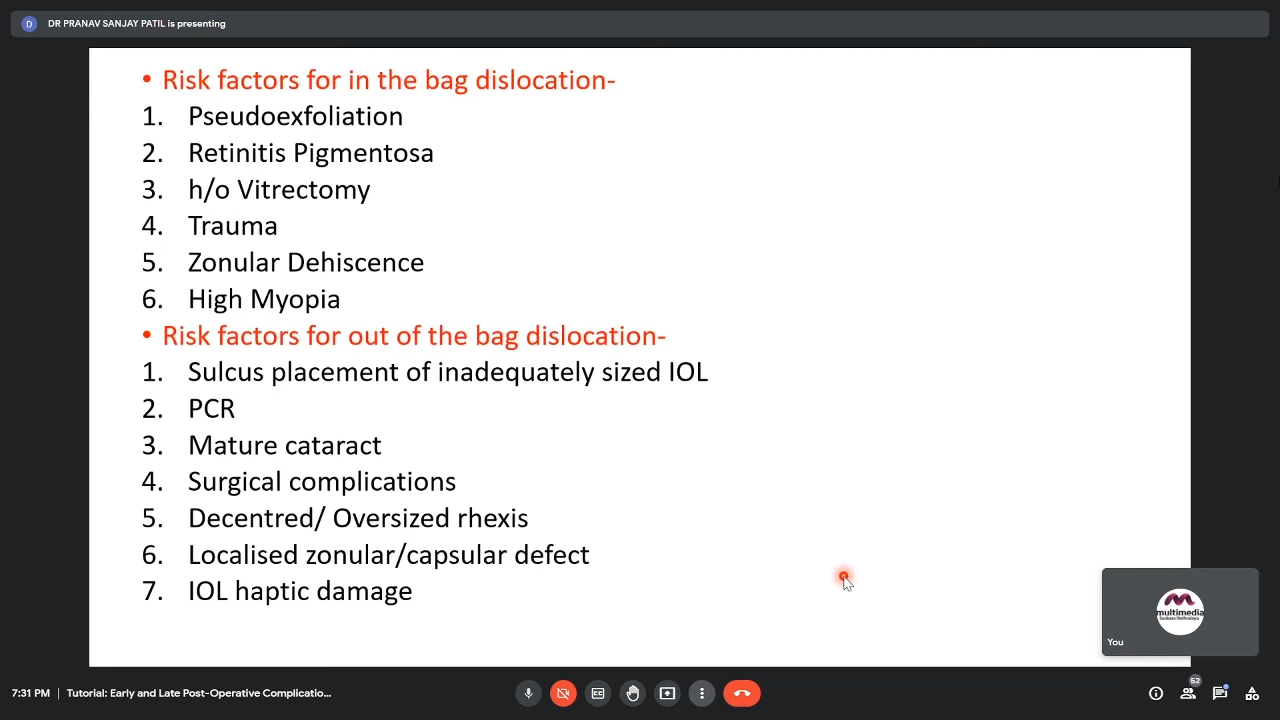 D DR PRANAV SANJAY PATIL is presenting
• Risk factors for in the bag dislocation-
1. Pseudoexfoliation
2. Retinitis Pigmentosa
3. h/o Vitrectomy
4. Trauma
5. Zonular Dehiscence
6. High Myopia
• Risk factors for out of the bag dislocation-
1. Sulcus placement of inadequately sized IOL
2. PCR
3. Mature cataract
4. Surgical complications
5. Decentred/ Oversized rhexis
6. Localised zonular/capsular defect
7. IOL haptic damage
multimedia
Sankara Nethralaya
You
7:31 PM | Tutorial: Early and Late Post-Operative Complicatio...
52